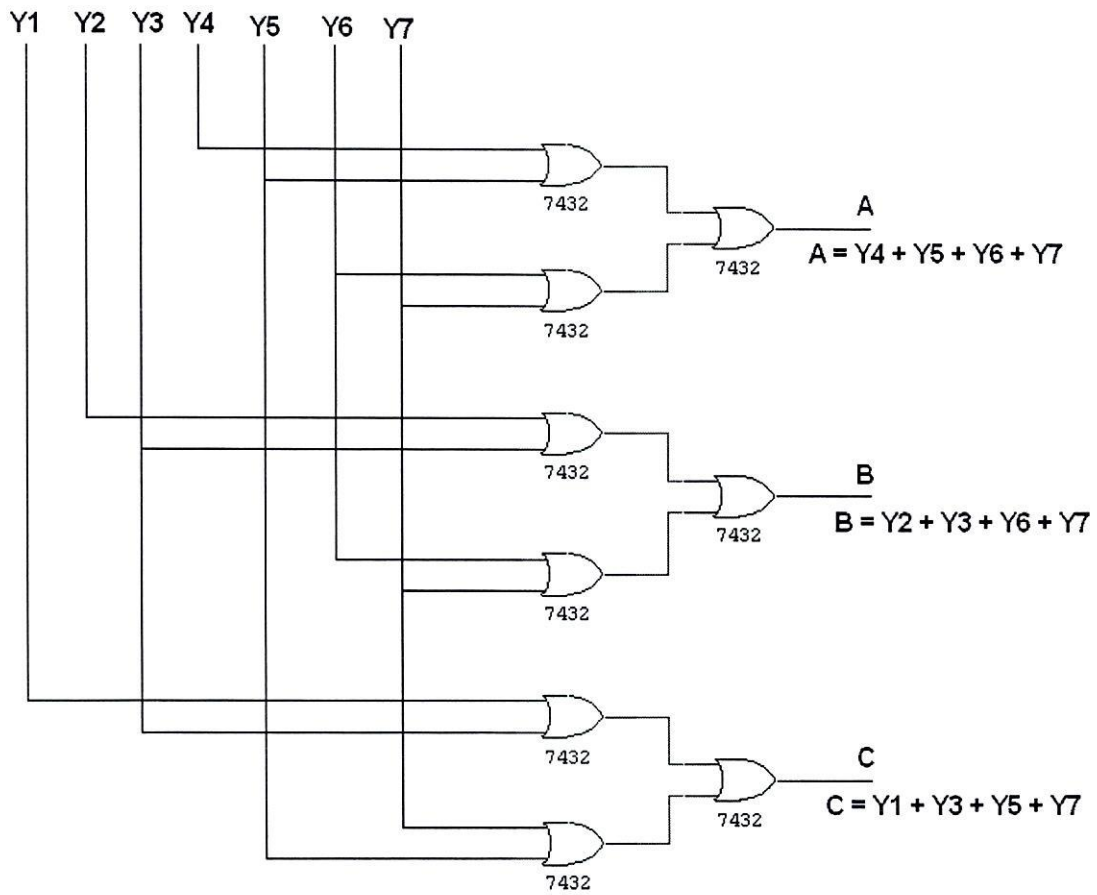 Y1 Y2 Y3 Y4 Y5 Y6 Y7
7432
A
7432
A = Y4 + Y5 + Y6 + Y7
7432
7432
B
7432
B = Y2 + Y3 + Y6 + Y7
7432
7432
C
7432
C = Y1 + Y3 + Y5 + Y7
7432